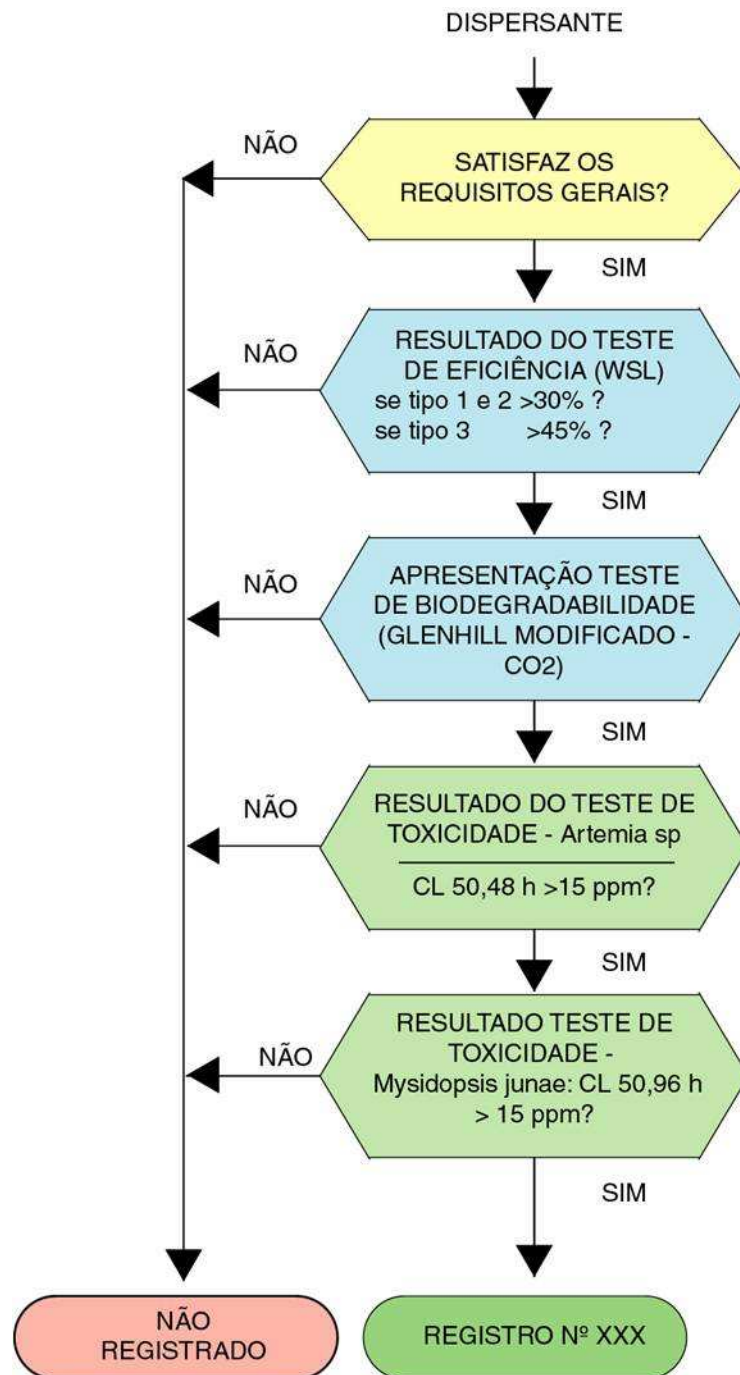 DISPERSANTE
NÃO
SATISFAZ OS
REQUISITOS GERAIS?
SIM
NÃO
RESULTADO DO TESTE
DE EFICIÊNCIA (WSL)
se tipo 1 e 2 >30% ?
se tipo 3 >45% ?
SIM
NÃO
APRESENTAÇÃO TESTE
DE BIODEGRADABILIDADE
(GLENHILL MODIFICADO -
CO2)
SIM
NÃO
RESULTADO DO TESTE DE
TOXICIDADE - Artemia sp
CL 50,48 h >15 ppm?
SIM
NÃO
RESULTADO TESTE DE
TOXICIDADE -
Mysidopsis junae: CL 50,96 h
> 15 ppm?
SIM
NÃO
REGISTRADO
REGISTRO Nº XXX